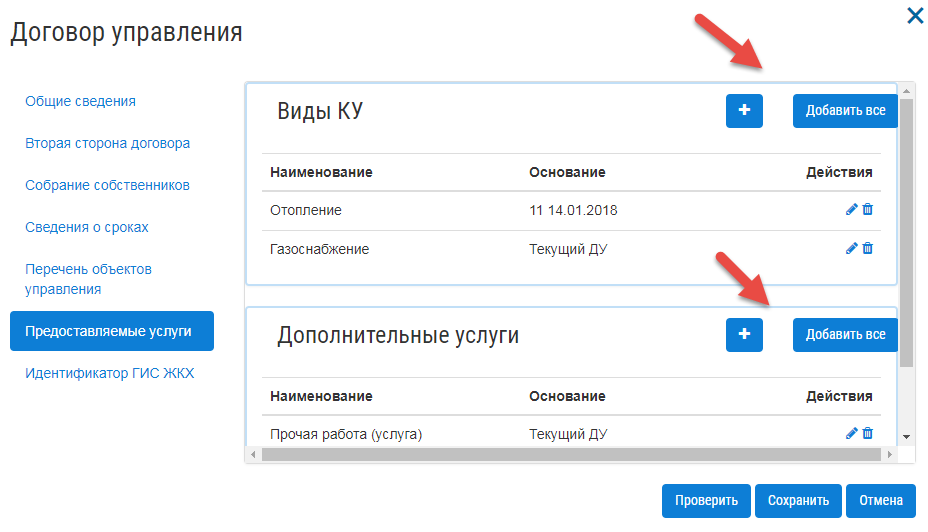 Договор управления
Общие сведения
Вторая сторона договора
Собрание собственников
Сведения о сроках
Перечень объектов
управления
Предоставляемые услуги
Идентификатор ГИС ЖКХ
Виды КУ + Добавить все
Наименование Основание Действия
Отопление 11 14.01.2018
Газоснабжение Текущий ДУ
Дополнительные услуги + Добавить все
Наименование Основание Действия
Прочая работа (услуга) Текущий ДУ
Проверить Сохранить Отмена